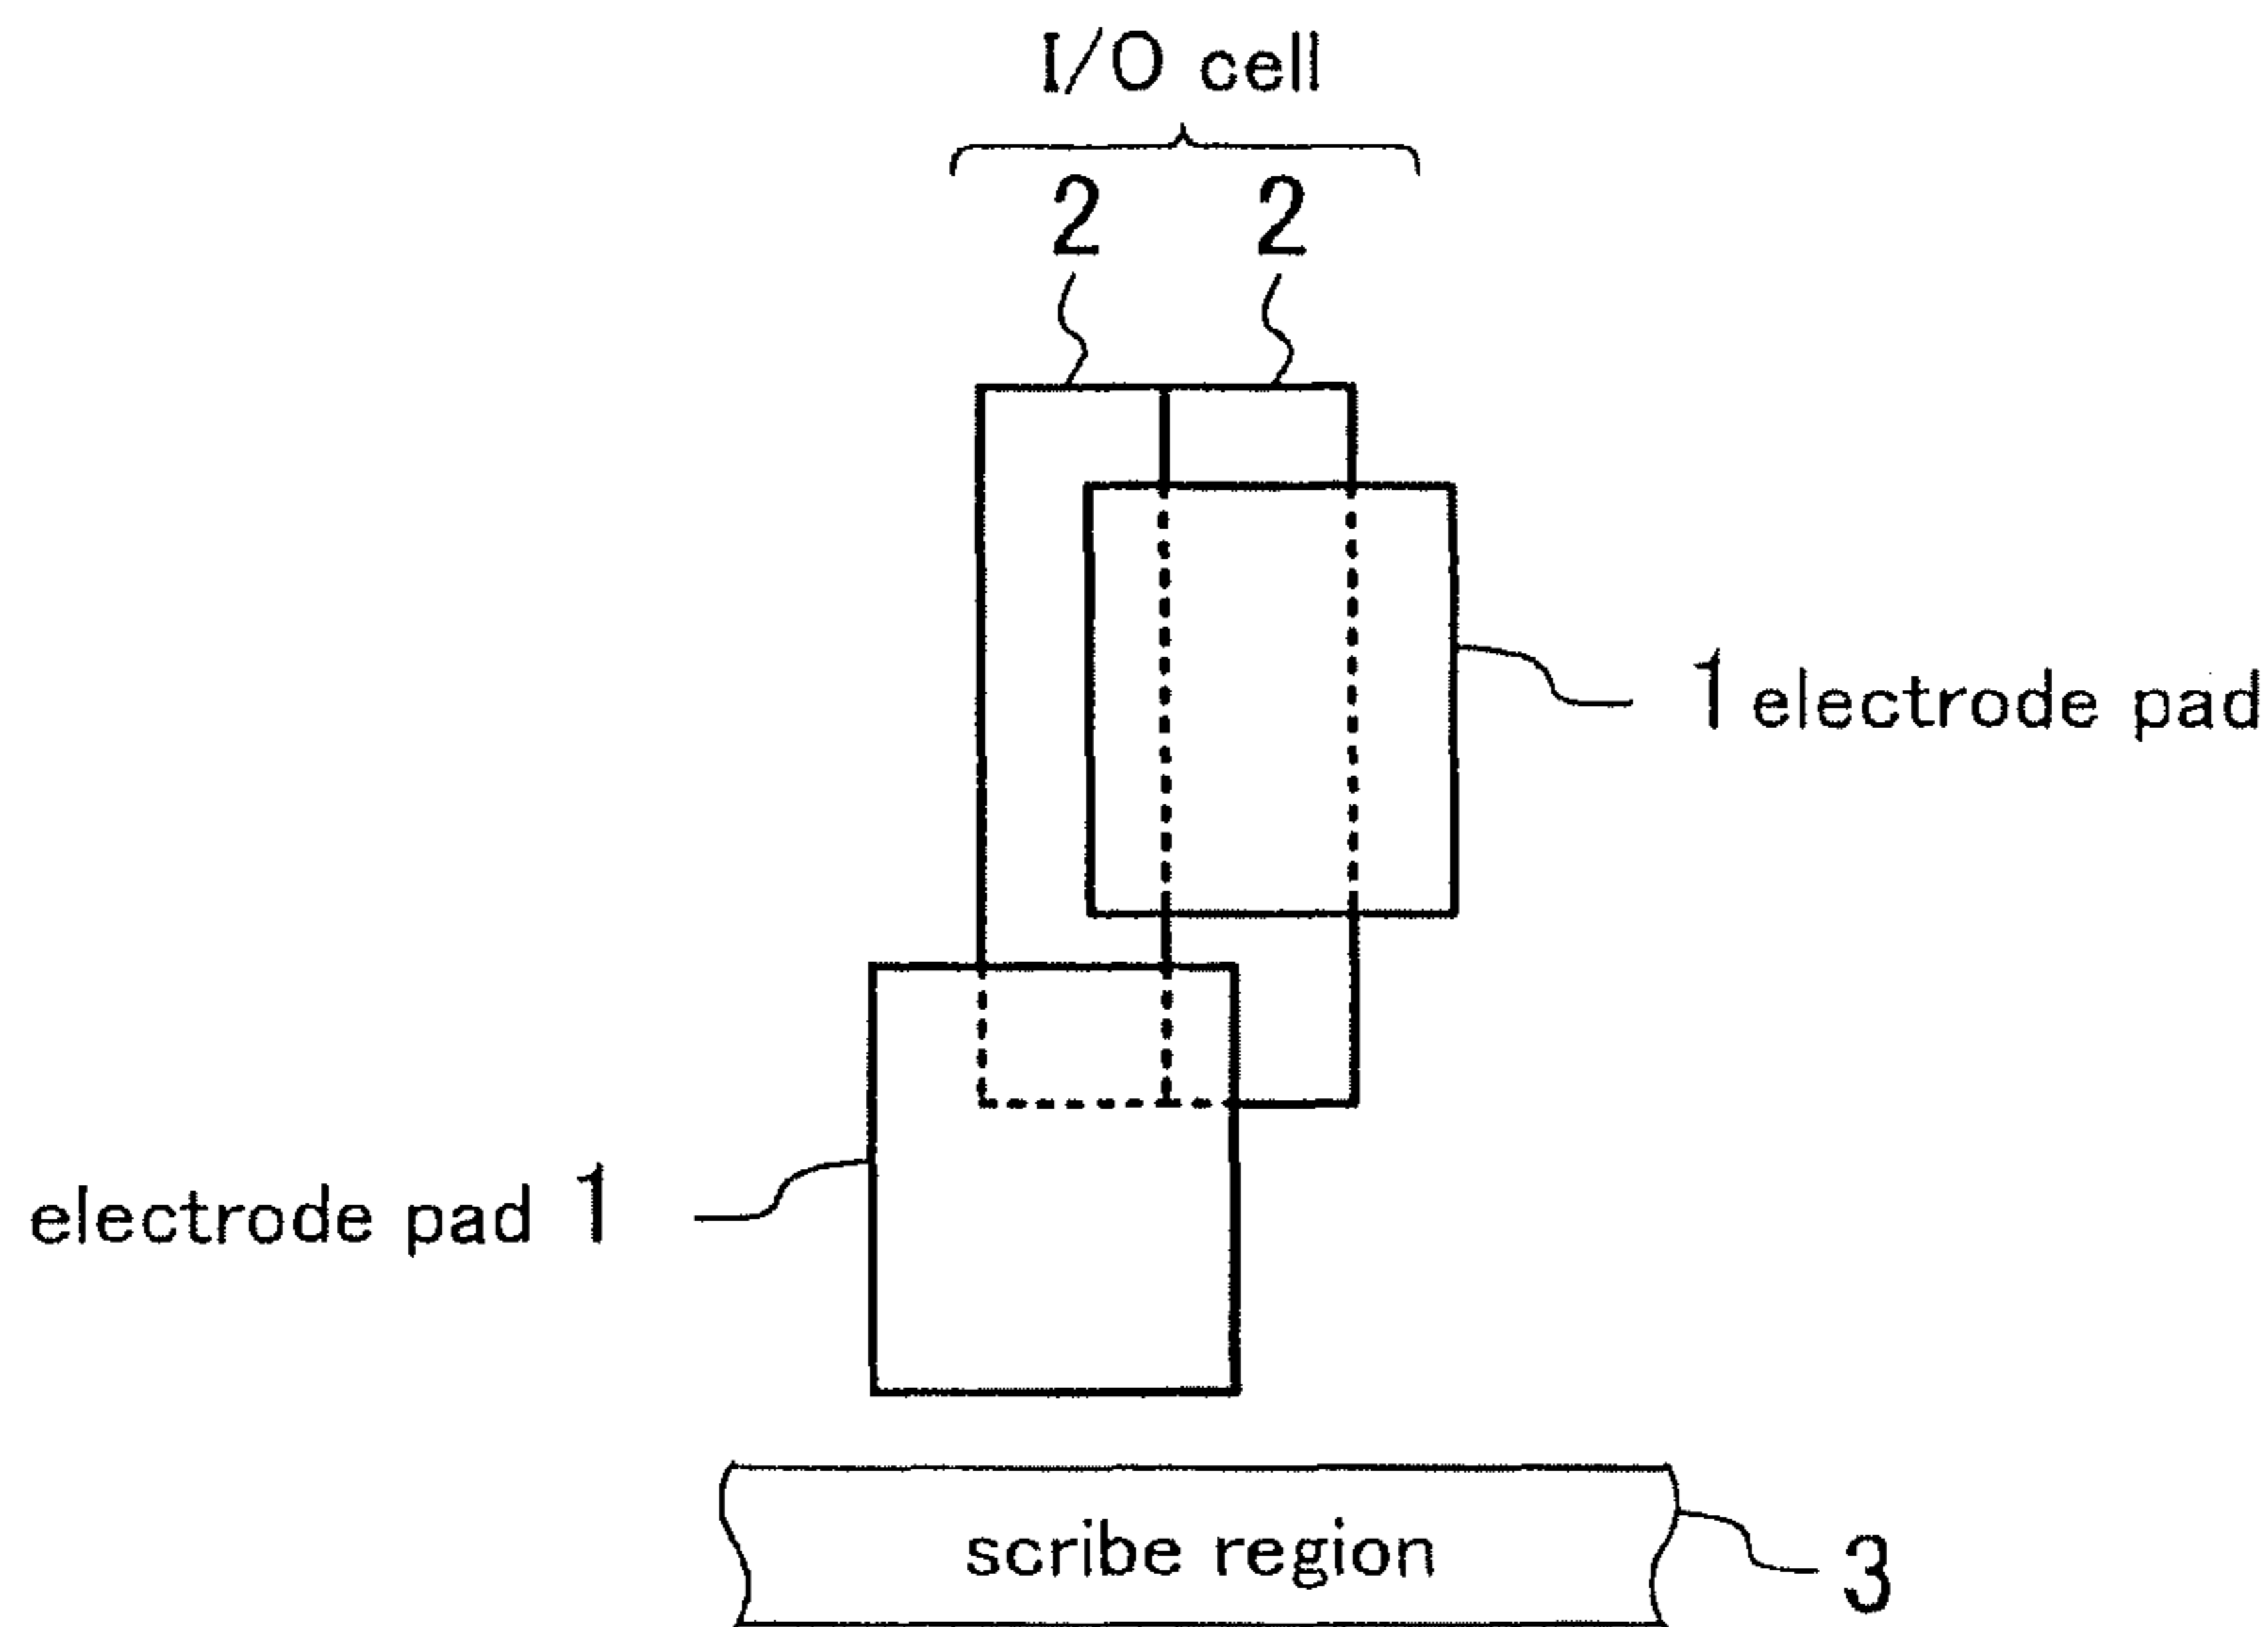 I/O cell
2 2
1 electrode pad
electrode pad 1
scribe region
3